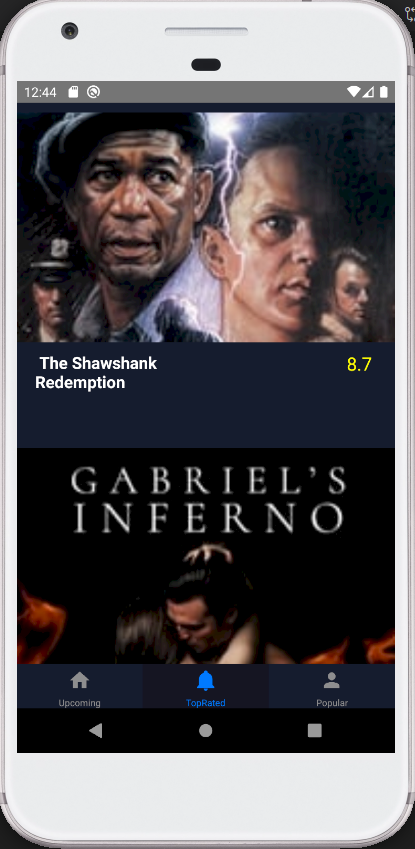 12:44
The Shawshank 8.7
Redemption
GABRIEL'S
INFERNO
Upcoming TopRated Popular